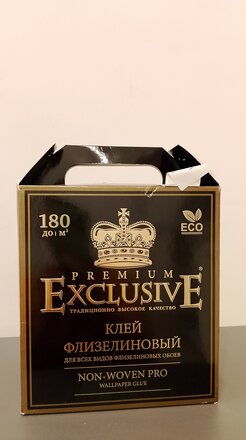 180
ДО М²
ECO
PREMIUM
EXCLUSIVE®
ТРАДИЦИОННО ВЫСОКОЕ КАЧЕСТВО
КЛЕЙ
ФЛИЗЕЛИНОВЫЙ
ДЛЯ ВСЕХ ВИДОВ ФЛИЗЕЛИНОВЫХ ОБОЕВ
NON-WOVEN PRO
WALLPAPER GLUE